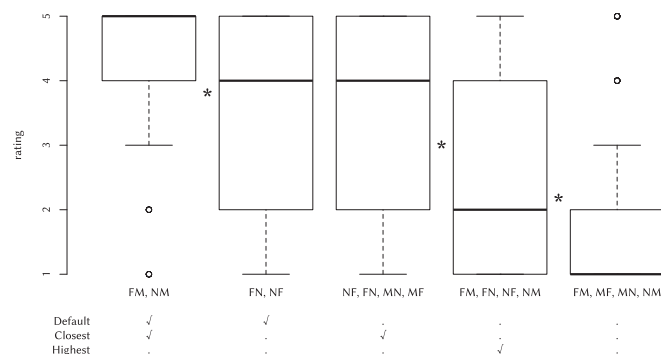 5
4
3
2
1
rating
*
*
*
FM, NM
FN, NF
NF, FN, MN, MF
FM, FN, NF, NM
FM, MF, MN, NM
Default √ √ . . .
Closest √ . √ . .
Highest . . . √ .